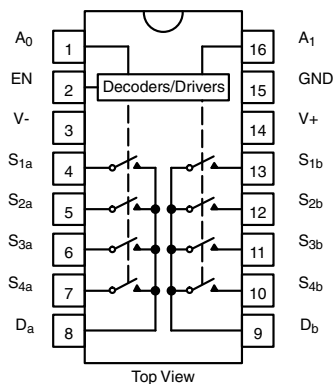 A0 1 16 A1
EN 2 Decoders/Drivers 15 GND
V- 3 14 V+
S1a 4 13 S1b
S2a 5 12 S2b
S3a 6 11 S3b
S4a 7 10 S4b
Da 8 9 Db
Top View